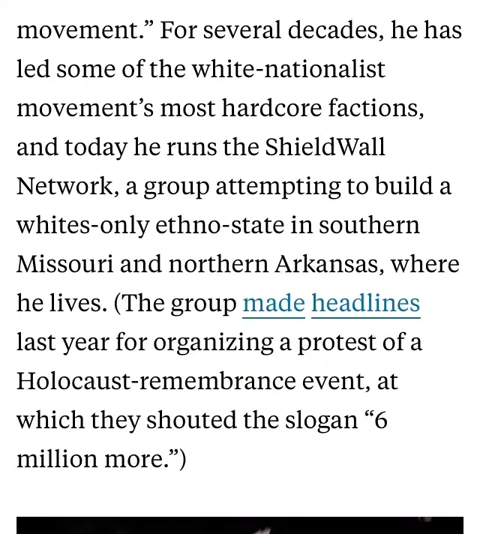 movement.” For several decades, he has
led some of the white-nationalist
movement’s most hardcore factions,
and today he runs the ShieldWall
Network, a group attempting to build a
whites-only ethno-state in southern
Missouri and northern Arkansas, where
he lives. (The group made headlines
last year for organizing a protest of a
Holocaust-remembrance event, at
which they shouted the slogan “6
million more.”)